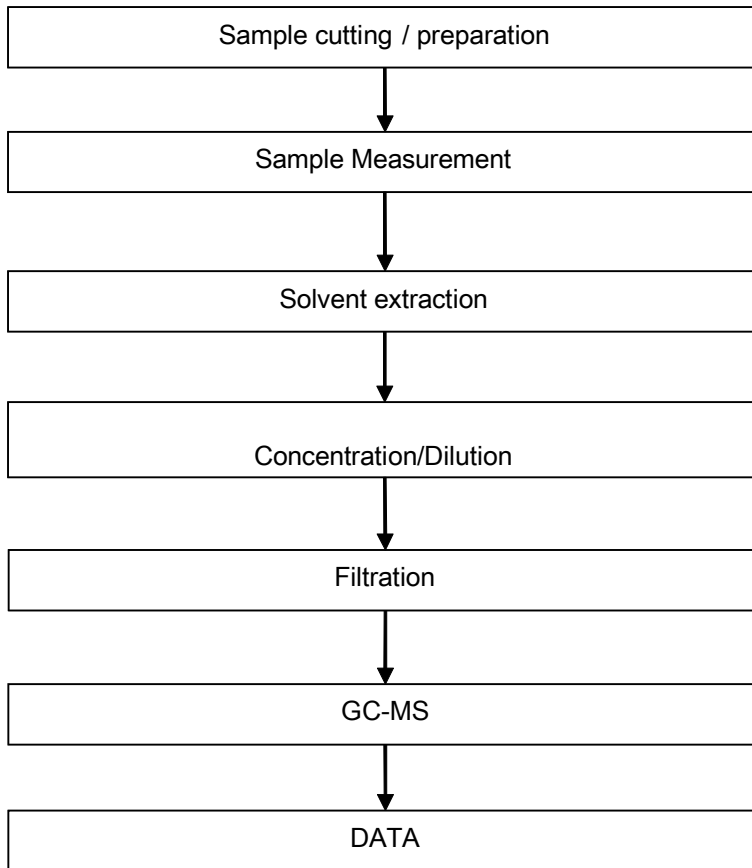 Sample cutting / preparation
Sample Measurement
Solvent extraction
Concentration/Dilution
Filtration
GC-MS
DATA